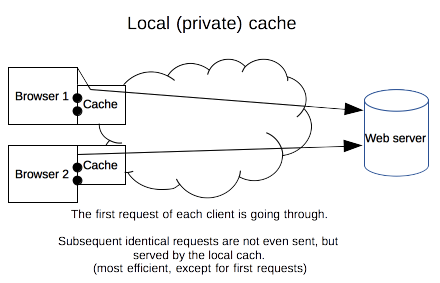 Local (private) cache
Browser 1
Cache
Web server
Cache
Browser 2
The first request of each client is going through.
Subsequent identical requests are not even sent, but
served by the local cach.
(most efficient, except for first requests)